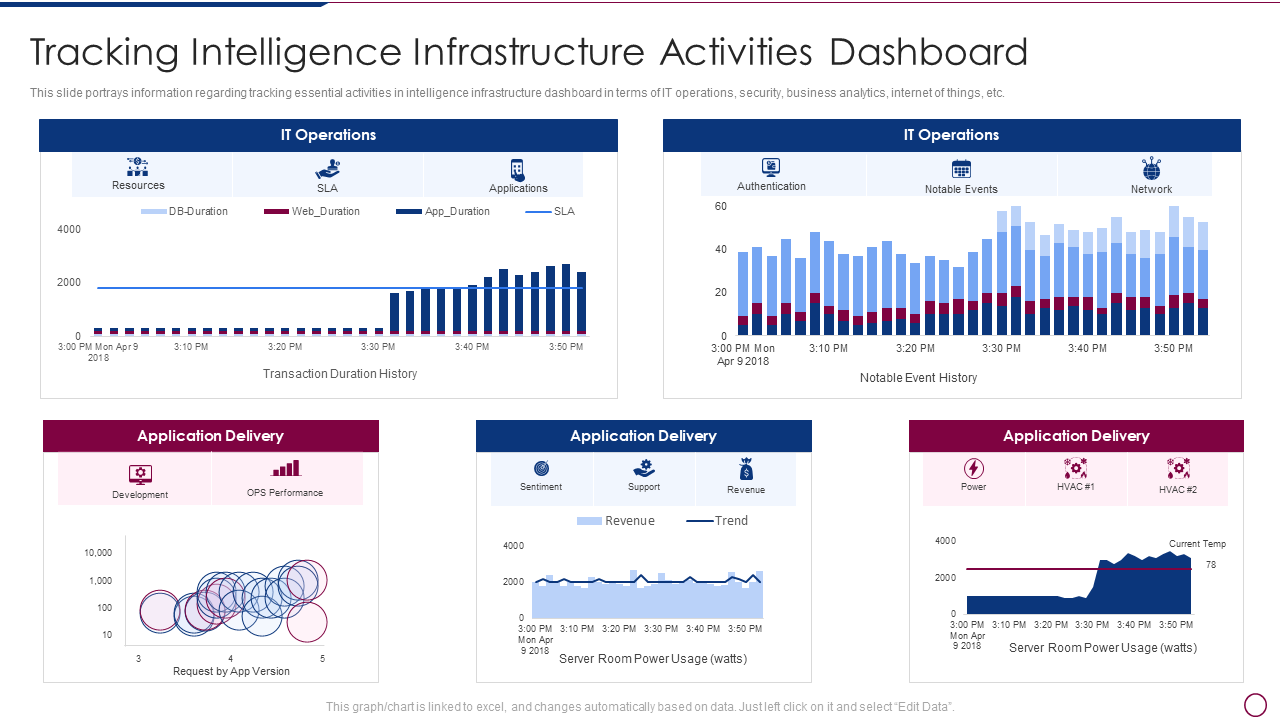 Tracking Intelligence Infrastructure Activities Dashboard
This slide portrays information regarding tracking essential activities in intelligence infrastructure dashboard in terms of IT operations, security, business analytics, internet of things, etc.
IT Operations
Resources
SLA
Applications
DB-Duration
Web_Duration
App_Duration
SLA
4000
2000
0
3:00 PM Mon Apr 9
2018
3:10 PM
3:20 PM
3:30 PM
3:40 PM
3:50 PM
Transaction Duration History
IT Operations
Authentication
Notable Events
Network
60
40
20
0
3:00 PM Mon
Apr 9 2018
3:10 PM
3:20 PM
3:30 PM
3:40 PM
3:50 PM
Notable Event History
Application Delivery
Development
OPS Performance
10,000
1,000
100
10
3
4
5
Request by App Version
Application Delivery
Sentiment
Support
Revenue
Revenue
Trend
4000
2000
0
3:00 PM
Mon Apr
9 2018
3:10 PM
3:20 PM
3:30 PM
3:40 PM
3:50 PM
Server Room Power Usage (watts)
Application Delivery
Power
HVAC #1
HVAC #2
4000
2000
0
Current Temp
78
3:00 PM
Mon Apr
9 2018
3:10 PM
3:20 PM
3:30 PM
3:40 PM
3:50 PM
Server Room Power Usage (watts)
This graph/chart is linked to excel, and changes automatically based on data. Just left click on it and select “Edit Data”.